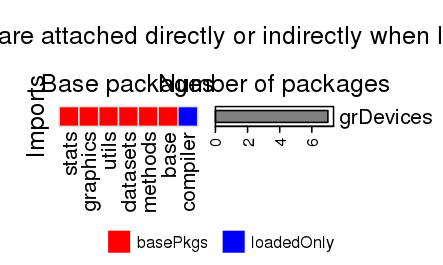 are attached directly or indirectly when
Base packages
Number of packages
Imports
grDevices
stats
graphics
utils
datasets
methods
base
compiler
0
2
4
6
basePkgs
loadedOnly